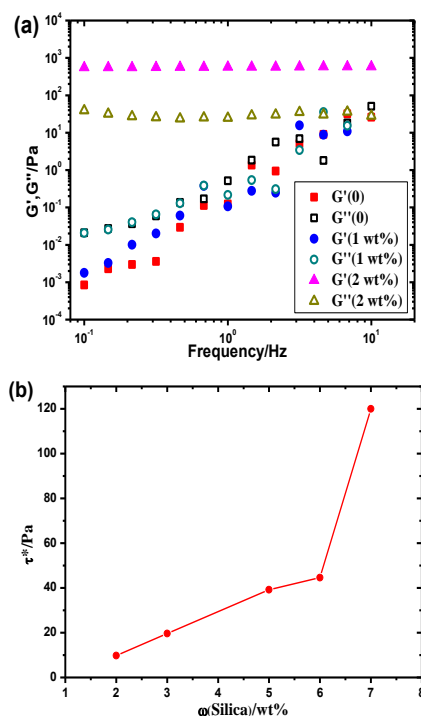 (a)
10^4
10^3
10^2
10^1
10^0
10^-1
10^-2
10^-3
10^-4
G',G''/Pa
G'(0)
G''(0)
G'(1 wt%)
G''(1 wt%)
G'(2 wt%)
G''(2 wt%)
10^-1
10^0
10^1
Frequency/Hz
(b)
120
100
80
60
40
20
0
τ*/Pa
1
2
3
4
5
6
7
8
ω(Silica)/wt%